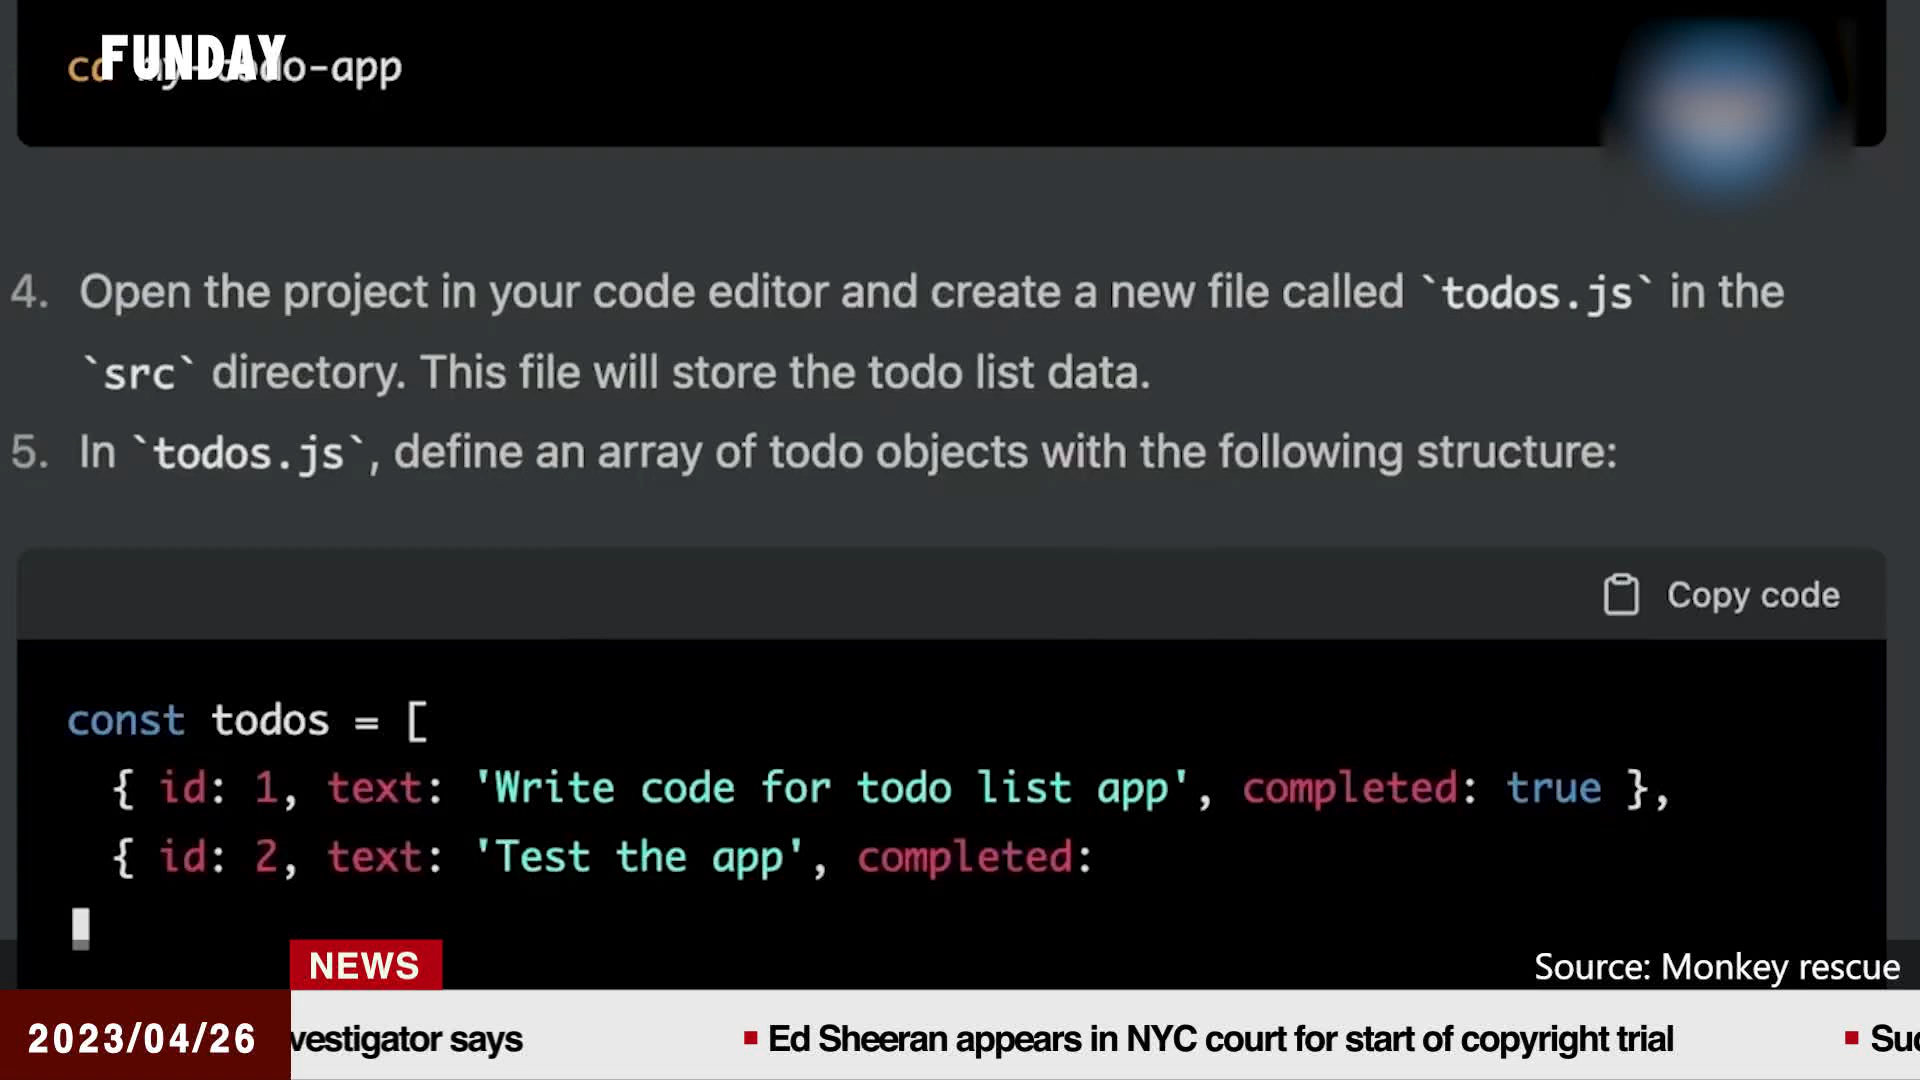 FUNDAY
cd my-todo-app
4. Open the project in your code editor and create a new file called `todos.js` in the
`src` directory. This file will store the todo list data.
5. In `todos.js`, define an array of todo objects with the following structure:
Copy code
const todos = [
{ id: 1, text: 'Write code for todo list app', completed: true },
{ id: 2, text: 'Test the app', completed:
NEWS
Source: Monkey rescue
2023/04/26
vestigator says ▪ Ed Sheeran appears in NYC court for start of copyright trial ▪